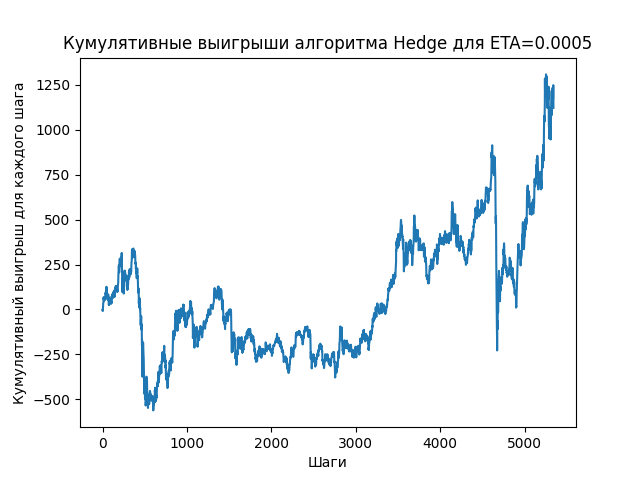 Кумулятивные выигрыши алгоритма Hedge для ETA=0.0005
Кумулятивный выигрыш для каждого шага
1250
1000
750
500
250
0
−250
−500
0 1000 2000 3000 4000 5000
Шаги